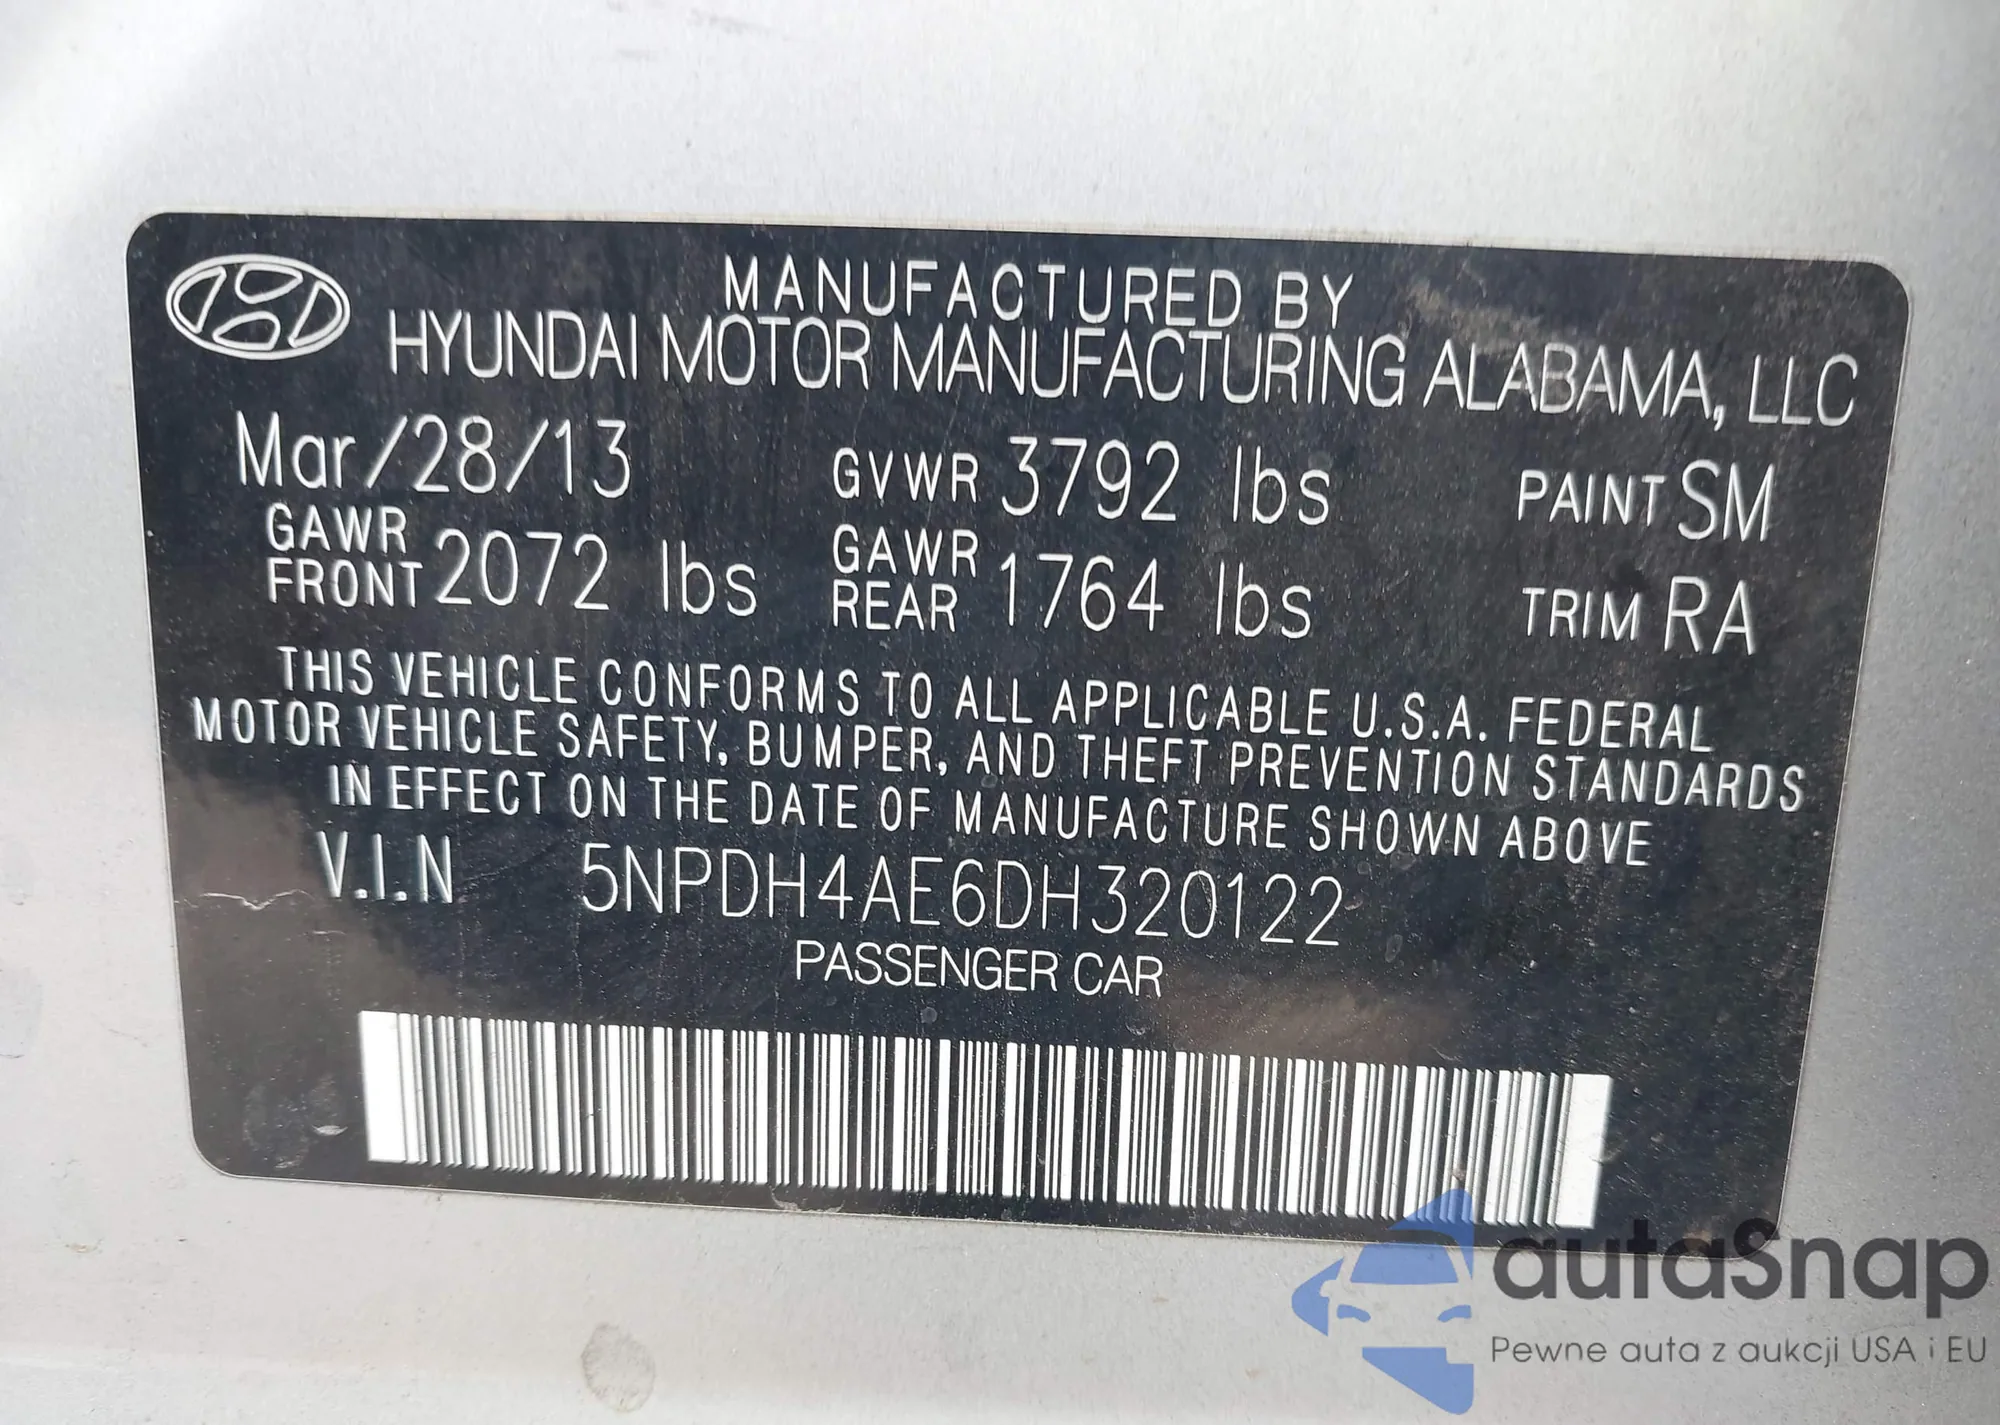 MANUFACTURED BY
HYUNDAI MOTOR MANUFACTURING ALABAMA, LLC
Mar/28/13 GVWR 3792 lbs PAINT SM
GAWR FRONT 2072 lbs GAWR REAR 1764 lbs TRIM RA
THIS VEHICLE CONFORMS TO ALL APPLICABLE U.S.A. FEDERAL
MOTOR VEHICLE SAFETY, BUMPER, AND THEFT PREVENTION STANDARDS
IN EFFECT ON THE DATE OF MANUFACTURE SHOWN ABOVE
V.I.N 5NPDH4AE6DH320122
PASSENGER CAR
autaSnap
Pewne auta z aukcji USA i EU